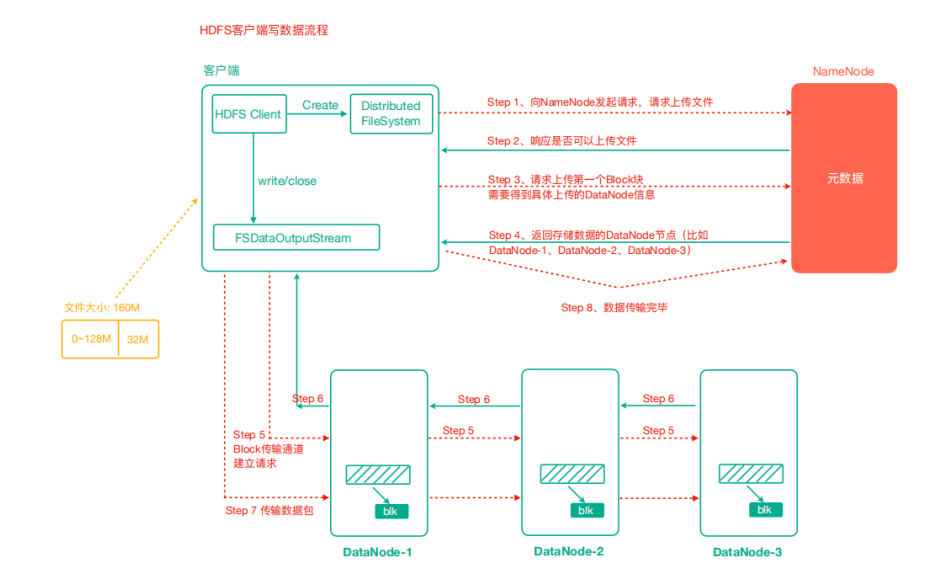 HDFS客户端写数据流程
客户端
NameNode
HDFS Client
Create
Distributed
FileSystem
Step 1、向NameNode发起请求，请求上传文件
Step 2、响应是否可以上传文件
write/close
Step 3、请求上传第一个Block块
需要得到具体上传的DataNode信息
元数据
FSDataOutputStream
Step 4、返回存储数据的DataNode节点（比如
DataNode-1、DataNode-2、DataNode-3）
文件大小: 160M
Step 8、数据传输完毕
0~128M
32M
Step 6
Step 6
Step 6
Step 5
Block传输通道
建立请求
Step 5
Step 5
Step 7 传输数据包
blk
blk
blk
DataNode-1
DataNode-2
DataNode-3